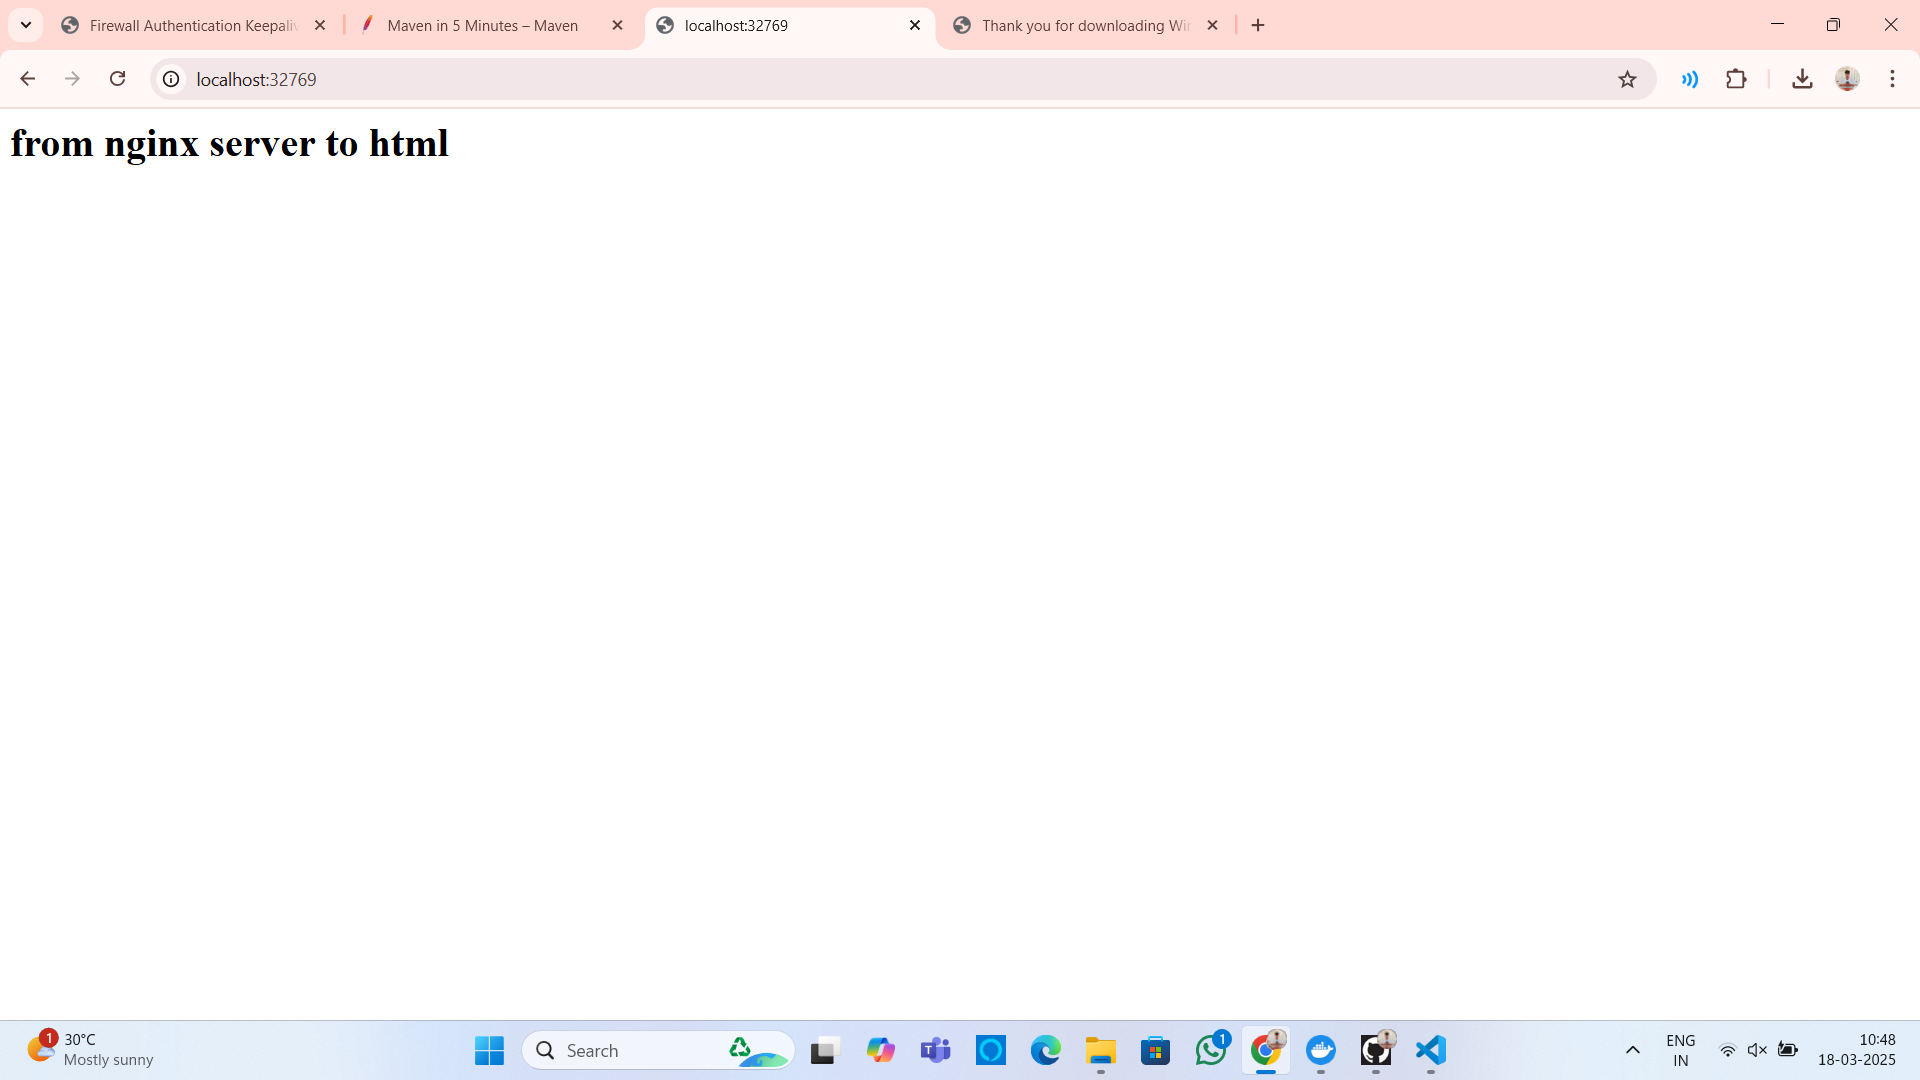 Firewall Authentication Keepaliv
Maven in 5 Minutes – Maven
localhost:32769
Thank you for downloading Wi
localhost:32769
from nginx server to html
1
30°C
Mostly sunny
Search
T
1
ENG
IN
10:48
18-03-2025